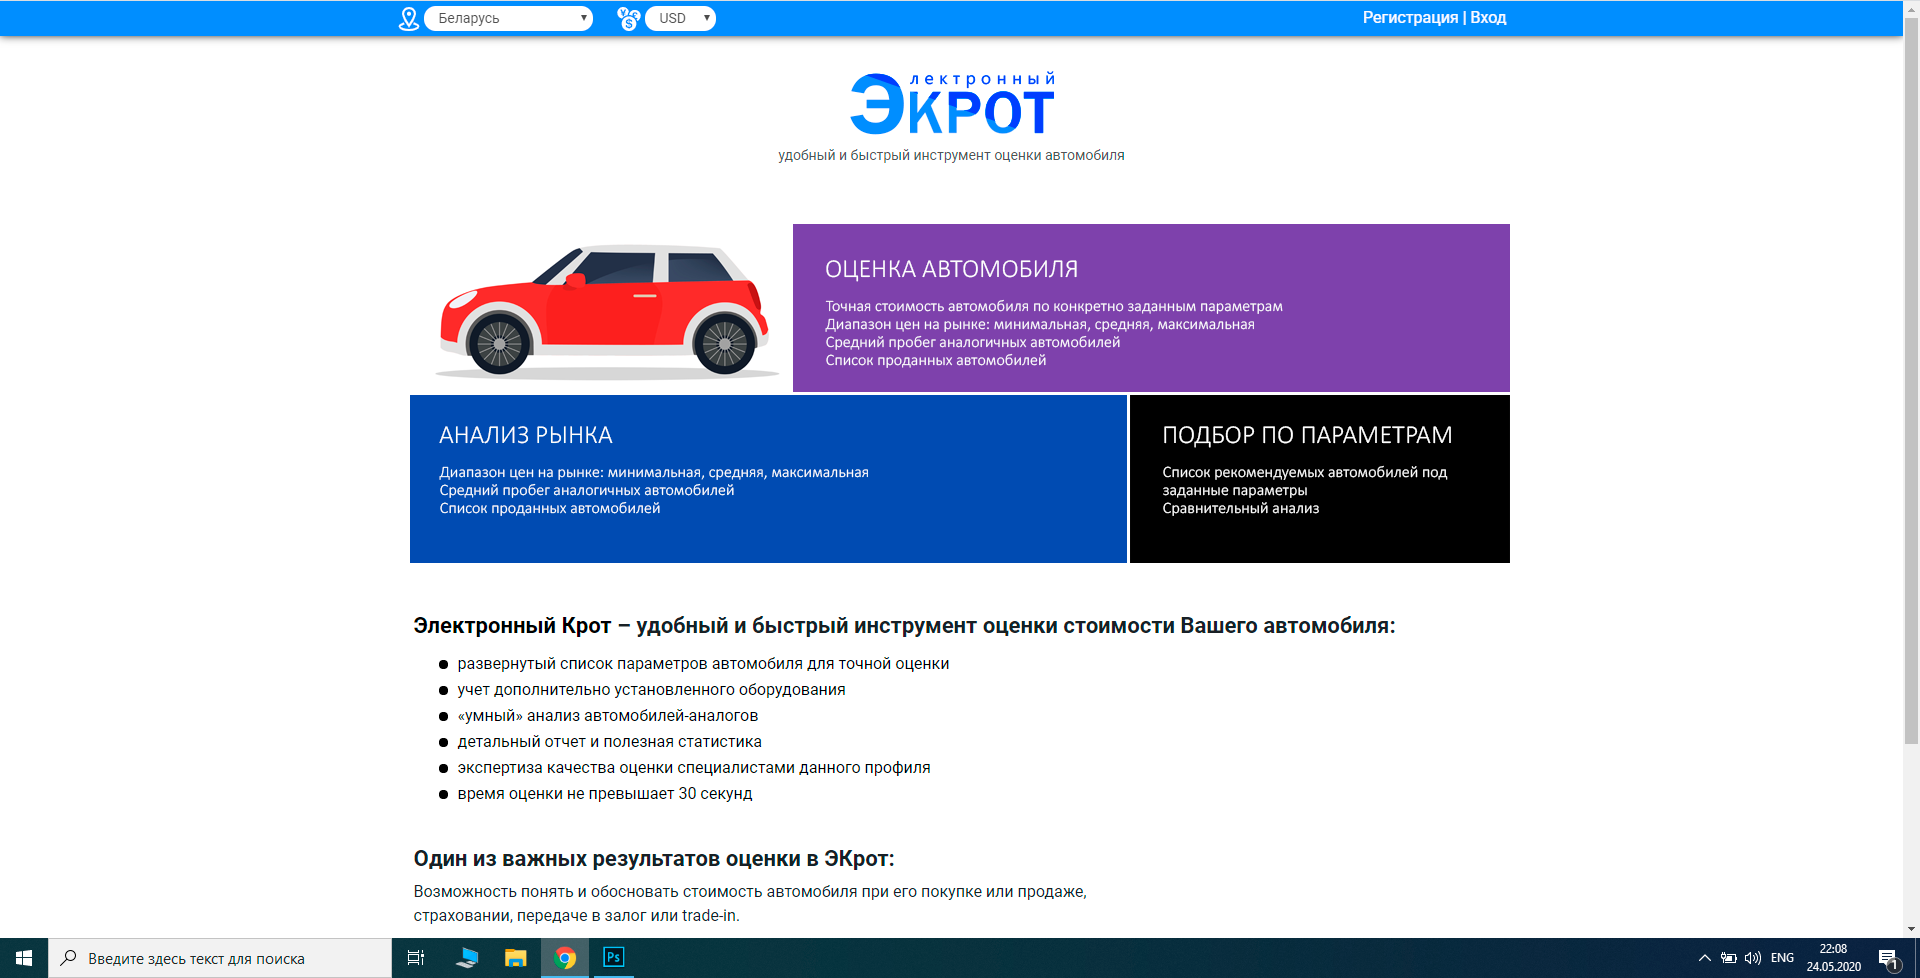 Беларусь
USD
Регистрация | Вход
лектронный
ЭКРОТ
удобный и быстрый инструмент оценки автомобиля
ОЦЕНКА АВТОМОБИЛЯ
Точная стоимость автомобиля по конкретно заданным параметрам
Диапазон цен на рынке: минимальная, средняя, максимальная
Средний пробег аналогичных автомобилей
Список проданных автомобилей
АНАЛИЗ РЫНКА
Диапазон цен на рынке: минимальная, средняя, максимальная
Средний пробег аналогичных автомобилей
Список проданных автомобилей
ПОДБОР ПО ПАРАМЕТРАМ
Список рекомендуемых автомобилей под
заданные параметры
Сравнительный анализ
Электронный Крот – удобный и быстрый инструмент оценки стоимости Вашего автомобиля:
развернутый список параметров автомобиля для точной оценки
учет дополнительно установленного оборудования
«умный» анализ автомобилей-аналогов
детальный отчет и полезная статистика
экспертиза качества оценки специалистами данного профиля
время оценки не превышает 30 секунд
Один из важных результатов оценки в ЭКрот:
Возможность понять и обосновать стоимость автомобиля при его покупке или продаже,
страховании, передаче в залог или trade-in.
Введите здесь текст для поиска
Ps
ENG
22:08
24.05.2020
1